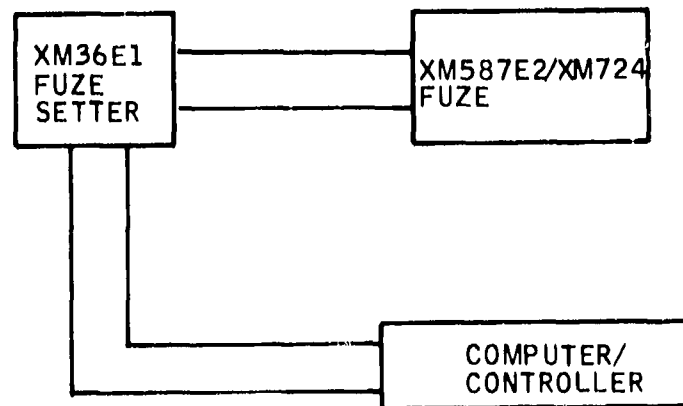 XM36E1
FUZE
SETTER
XM587E2/XM724
FUZE
COMPUTER/
CONTROLLER